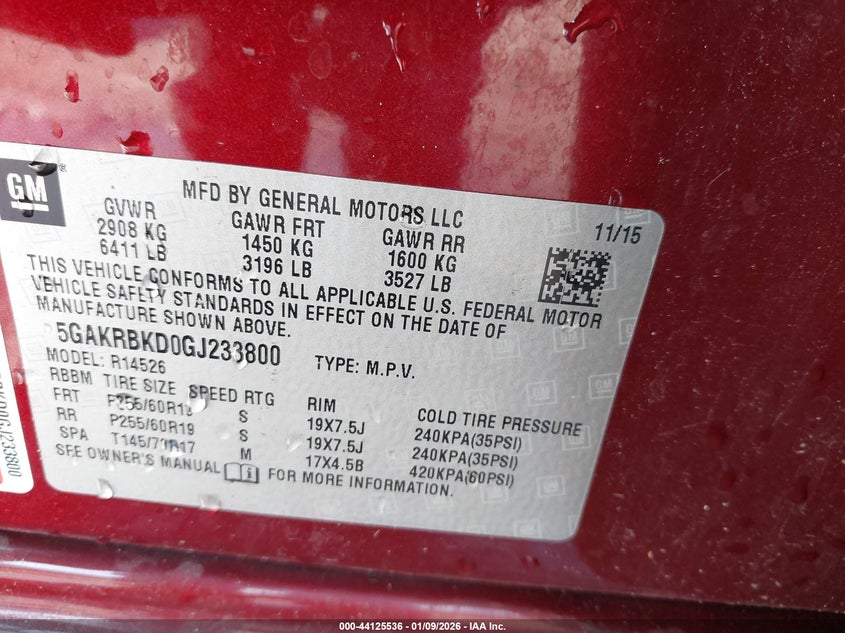 GM
MFD BY GENERAL MOTORS LLC
11/15
GVWR GAWR FRT GAWR RR
2908 KG 1450 KG 1600 KG
6411 LB 3196 LB 3527 LB
THIS VEHICLE CONFORMS TO ALL APPLICABLE U.S. FEDERAL MOTOR
VEHICLE SAFETY STANDARDS IN EFFECT ON THE DATE OF
MANUFACTURE SHOWN ABOVE.
5GAKRBKD0GJ233800 TYPE: M.P.V.
MODEL: R14526
RBBM TIRE SIZE SPEED RTG RIM COLD TIRE PRESSURE
FRT P255/60R19 S 19X7.5J 240KPA(35PSI)
RR P255/60R19 S 19X7.5J 240KPA(35PSI)
SPA T145/70R17 M 17X4.5B 420KPA(60PSI)
SEE OWNER'S MANUAL FOR MORE INFORMATION.
000-44125536 - 01/09/2026 - IAA Inc.